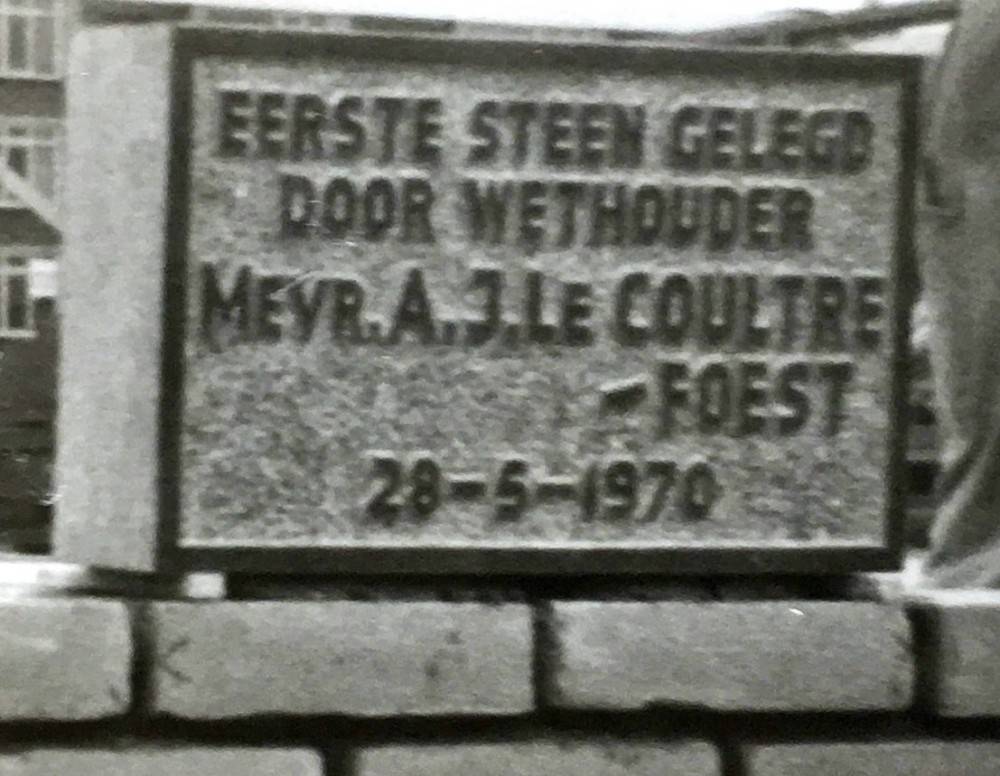 EERSTE STEEN GELEGD
DOOR WETHOUDER
MEVR. A. J. LE COULTRE
-FOEST
28-5-1970